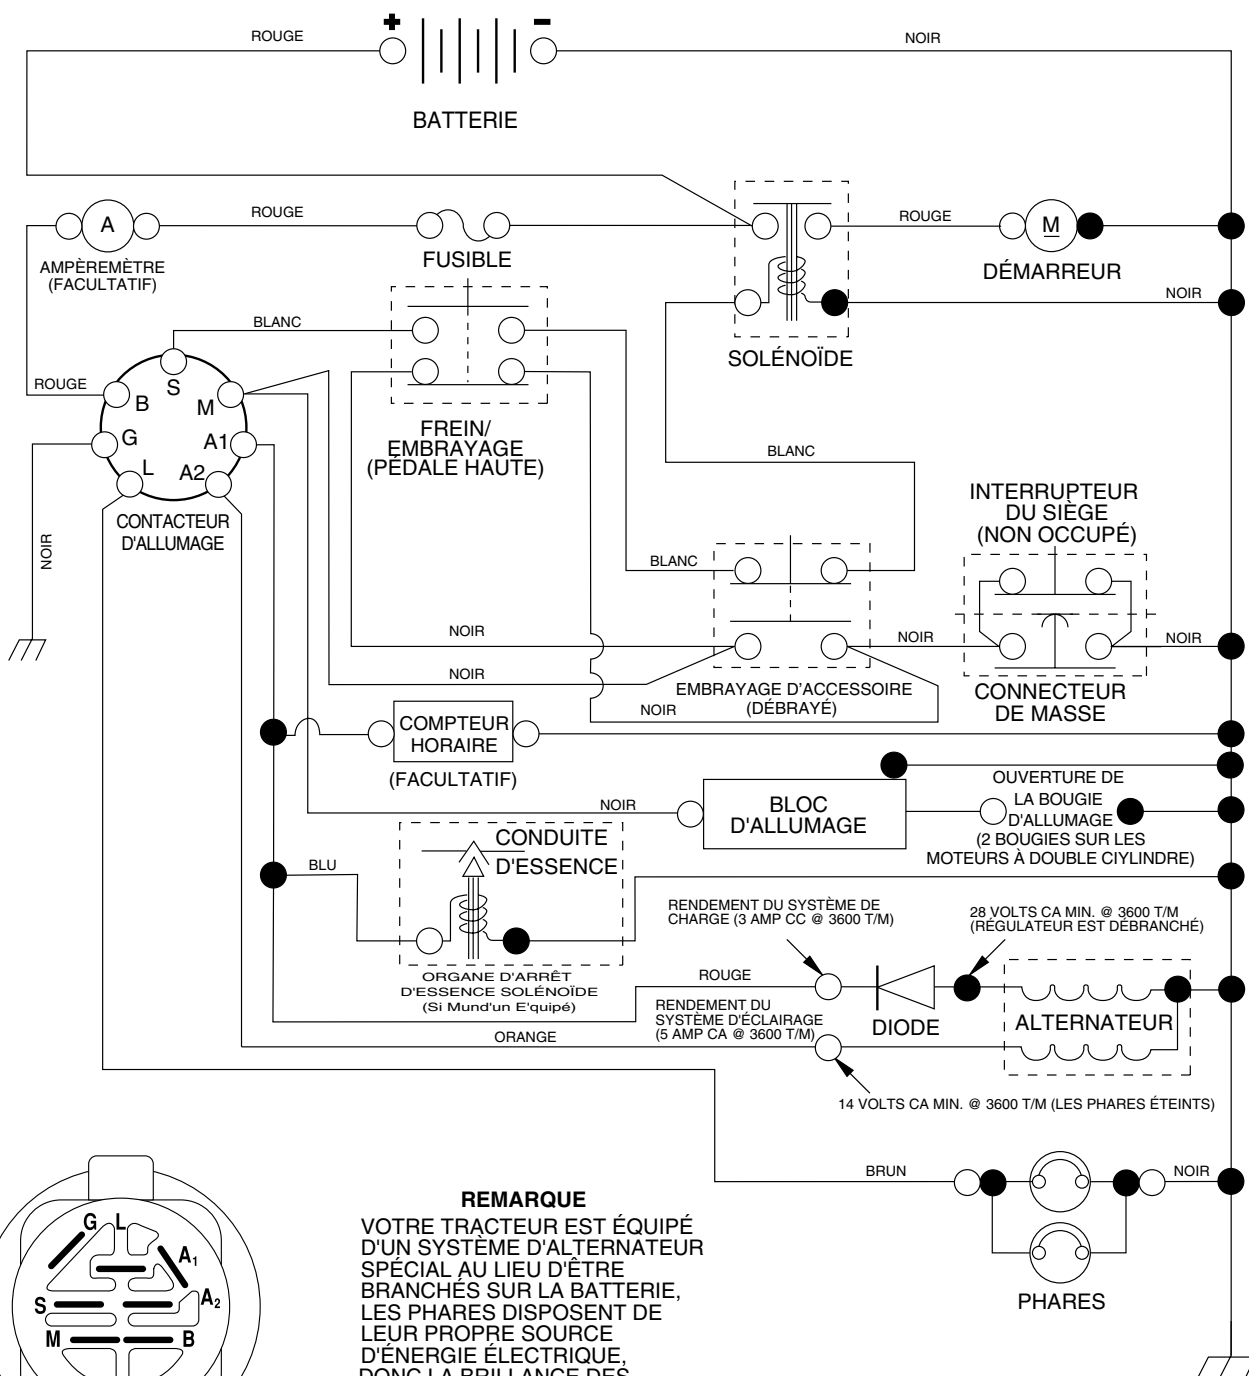 + -
ROUGE
NOIR
BATTERIE
A
ROUGE
ROUGE
M
FUSIBLE
DÉMARREUR
AMPÈREMÈTRE
(FACULTATIF)
NOIR
BLANC
SOLÉNOÏDE
ROUGE
S
B
M
G
A1
L
A2
FREIN/
EMBRAYAGE
(PÉDALE HAUTE)
BLANC
CONTACTEUR
D'ALLUMAGE
INTERRUPTEUR
DU SIÈGE
(NON OCCUPÉ)
NOIR
BLANC
NOIR
NOIR
NOIR
NOIR
EMBRAYAGE D'ACCESSOIRE
(DÉBRAYÉ)
CONNECTEUR
DE MASSE
NOIR
COMPTEUR
HORAIRE
(FACULTATIF)
NOIR
BLOC
D'ALLUMAGE
OUVERTURE DE
LA BOUGIE
D'ALLUMAGE
(2 BOUGIES SUR LES
MOTEURS À DOUBLE CIYLINDRE)
BLU
CONDUITE
D'ESSENCE
ORGANE D'ARRÊT
D'ESSENCE SOLÉNOÏDE
(Si Mund'un E'quipé)
RENDEMENT DU SYSTÈME DE
CHARGE (3 AMP CC @ 3600 T/M)
28 VOLTS CA MIN. @ 3600 T/M
(RÉGULATEUR EST DÉBRANCHÉ)
ROUGE
RENDEMENT DU
SYSTÈME D'ÉCLAIRAGE
(5 AMP CA @ 3600 T/M)
DIODE
ALTERNATEUR
ORANGE
14 VOLTS CA MIN. @ 3600 T/M (LES PHARES ÉTEINTS)
BRUN
NOIR
PHARES
G L
A1
S
A2
M B
REMARQUE
VOTRE TRACTEUR EST ÉQUIPÉ
D'UN SYSTÈME D'ALTERNATEUR
SPÉCIAL AU LIEU D'ÊTRE
BRANCHÉS SUR LA BATTERIE,
LES PHARES DISPOSENT DE
LEUR PROPRE SOURCE
D'ÉNERGIE ÉLECTRIQUE,
DONC LA BRILLANCE DES